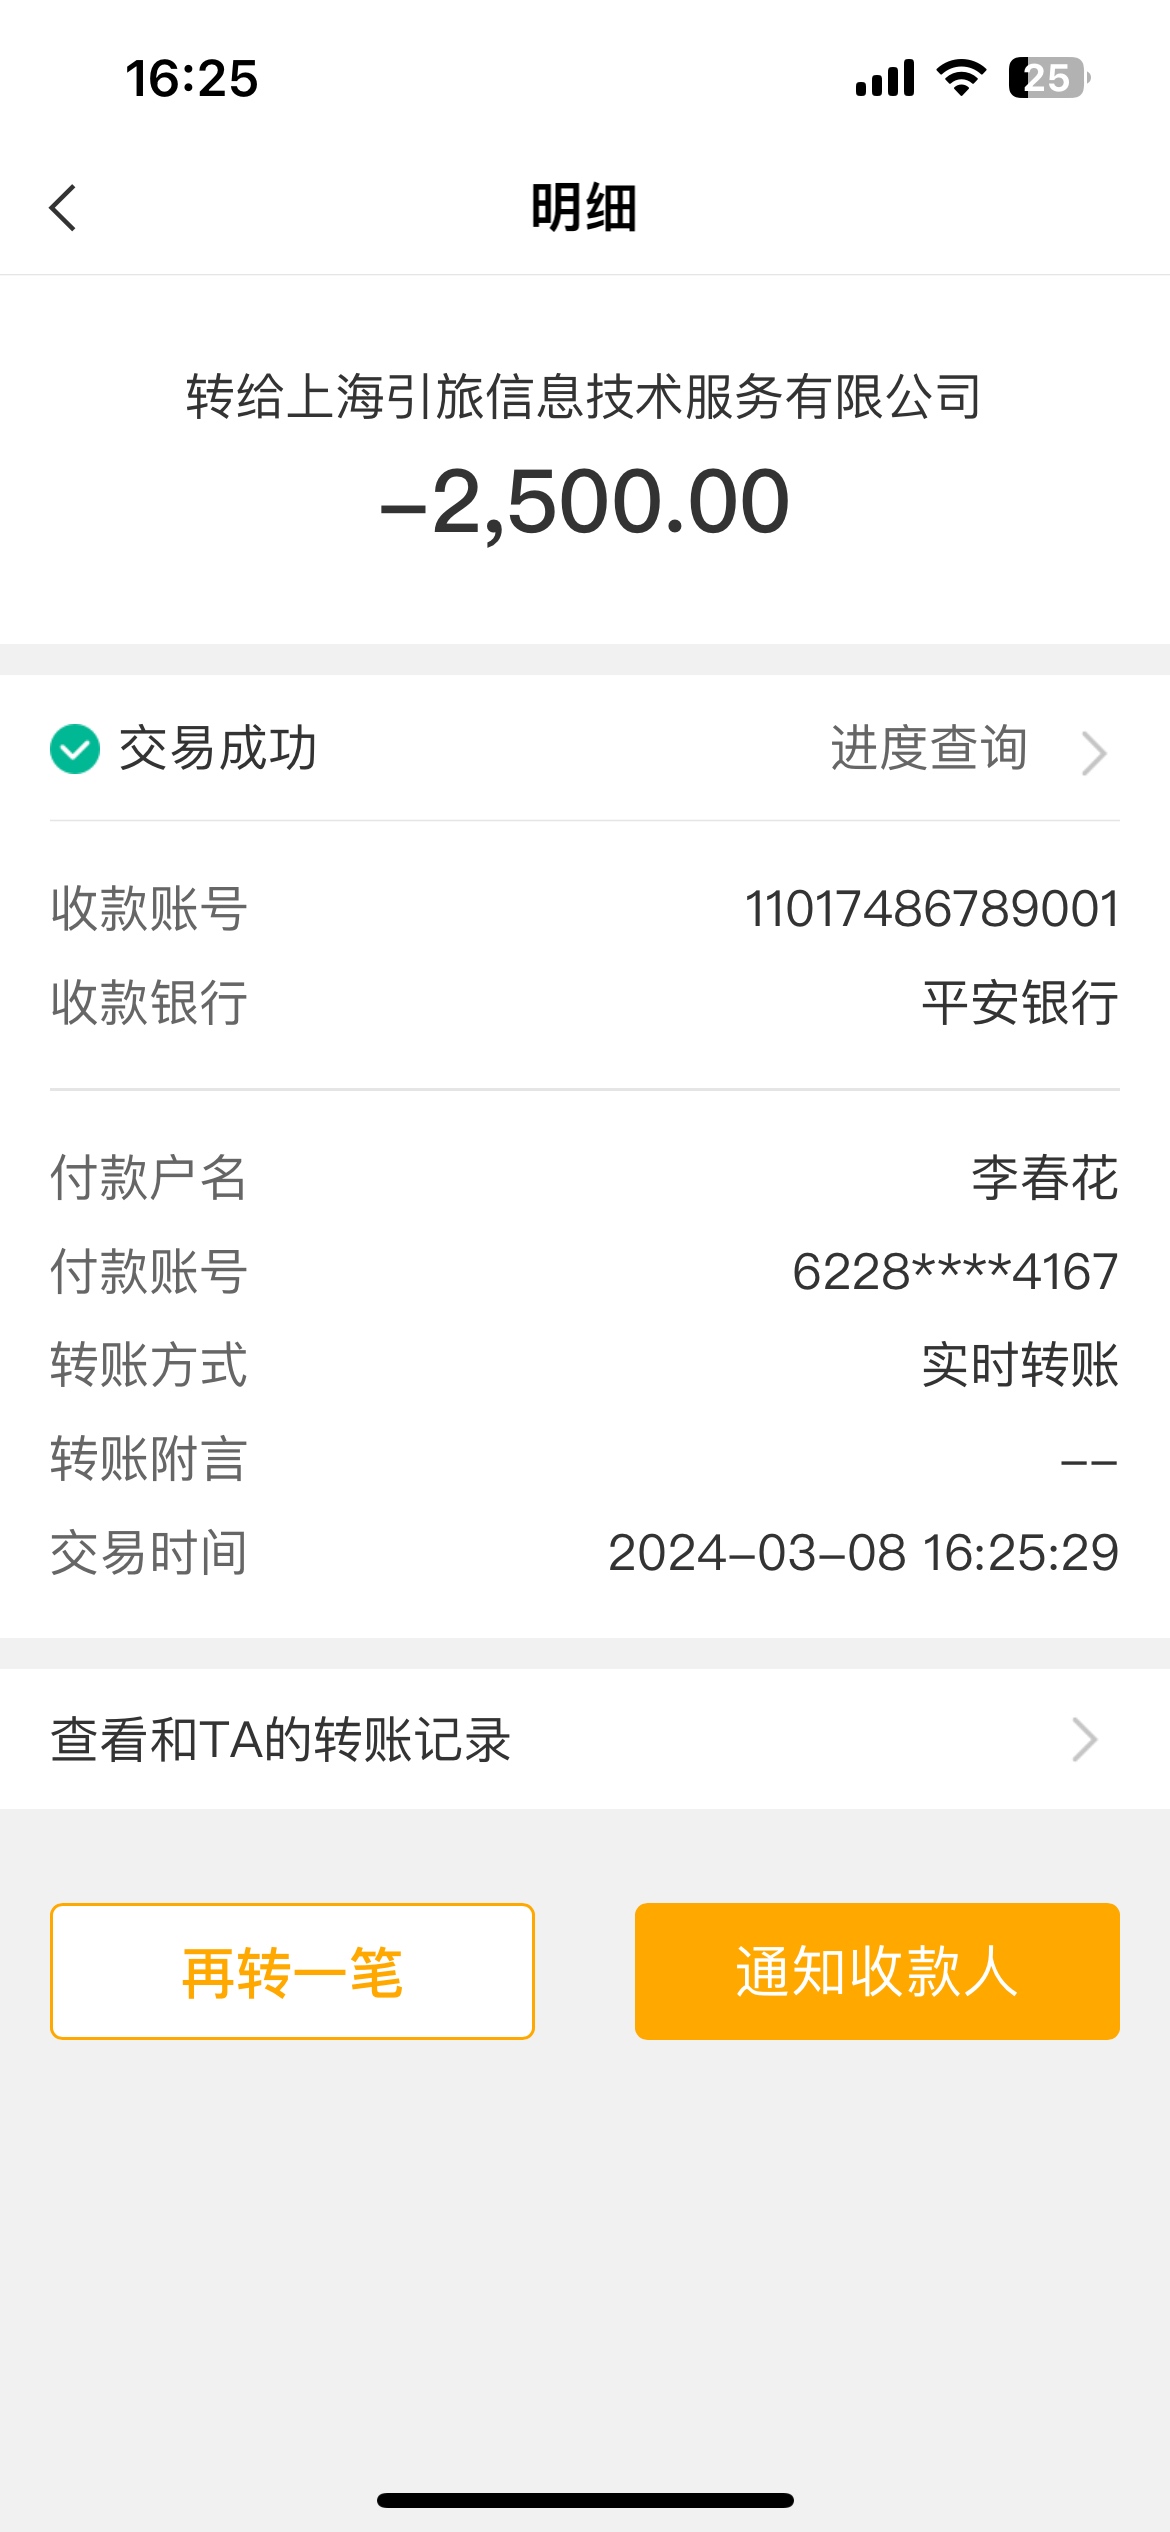 16:25
25
明细
转给上海引旅信息技术服务有限公司
-2,500.00
交易成功 进度查询
收款账号 11017486789001
收款银行 平安银行
付款户名 李春花
付款账号 6228****4167
转账方式 实时转账
转账附言 --
交易时间 2024-03-08 16:25:29
查看和TA的转账记录
再转一笔 通知收款人